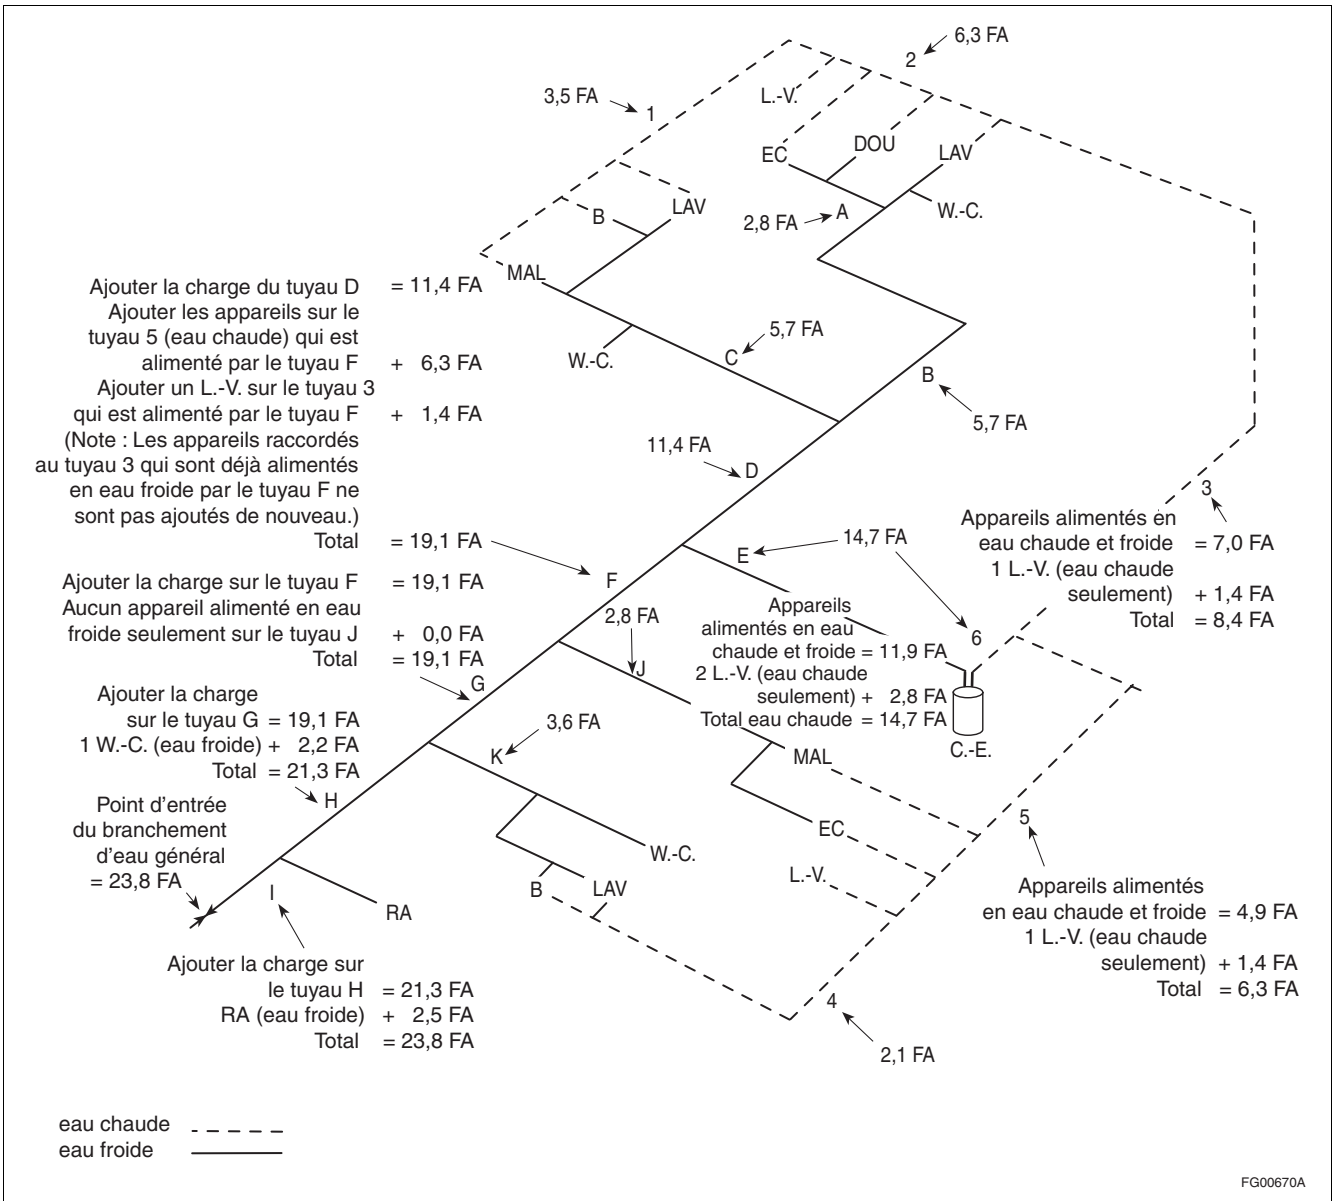 6,3 FA
2
3,5 FA
1
L.-V.
EC
DOU
LAV
W.-C.
2,8 FA
A
B
LAV
MAL
W.-C.
C
5,7 FA
B
5,7 FA
11,4 FA
D
Ajouter la charge du tuyau D = 11,4 FA
Ajouter les appareils sur le
tuyau 5 (eau chaude) qui est
alimenté par le tuyau F + 6,3 FA
Ajouter un L.-V. sur le tuyau 3
qui est alimenté par le tuyau F + 1,4 FA
(Note : Les appareils raccordés
au tuyau 3 qui sont déjà alimentés
en eau froide par le tuyau F ne
sont pas ajoutés de nouveau.)
Total = 19,1 FA
F
Ajouter la charge sur le tuyau F = 19,1 FA
Aucun appareil alimenté en eau
froide seulement sur le tuyau J + 0,0 FA
Total = 19,1 FA
G
Ajouter la charge
sur le tuyau G = 19,1 FA
1 W.-C. (eau froide) + 2,2 FA
Total = 21,3 FA
H
Point d'entrée
du branchement
d'eau général
= 23,8 FA
I
RA
Ajouter la charge sur
le tuyau H = 21,3 FA
RA (eau froide) + 2,5 FA
Total = 23,8 FA
E
14,7 FA
3
Appareils alimentés en
eau chaude et froide = 7,0 FA
1 L.-V. (eau chaude
seulement) + 1,4 FA
Total = 8,4 FA
2,8 FA
J
Appareils
alimentés en eau
chaude et froide = 11,9 FA
2 L.-V. (eau chaude
seulement) + 2,8 FA
Total eau chaude = 14,7 FA
6
C.-E.
3,6 FA
K
W.-C.
B
LAV
MAL
EC
L.-V.
5
Appareils alimentés
en eau chaude et froide = 4,9 FA
1 L.-V. (eau chaude
seulement) + 1,4 FA
Total = 6,3 FA
4
2,1 FA
eau chaude
eau froide
FG00670A